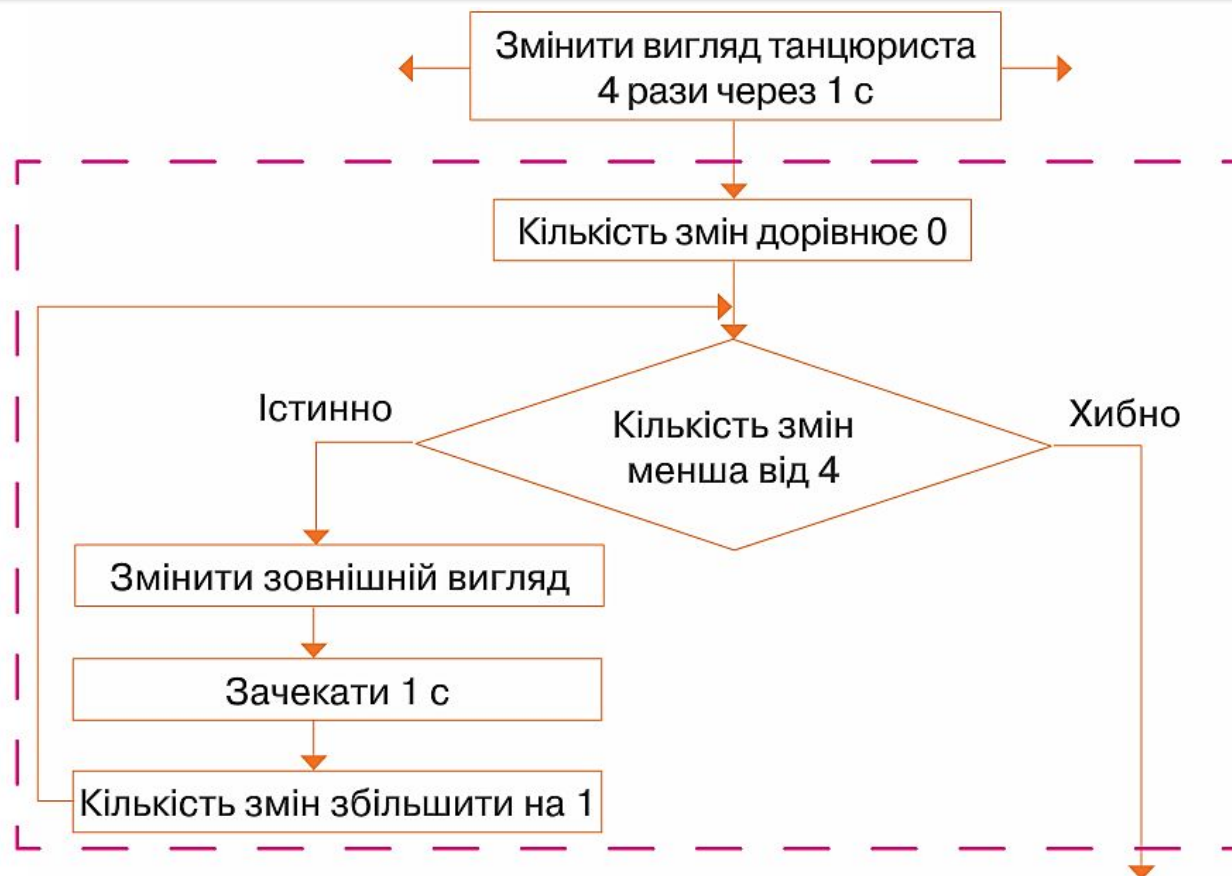 Змінити вигляд танцюриста
4 рази через 1 с
Кількість змін дорівнює 0
Істинно
Хибно
Кількість змін
менша від 4
Змінити зовнішній вигляд
Зачекати 1 с
Кількість змін збільшити на 1